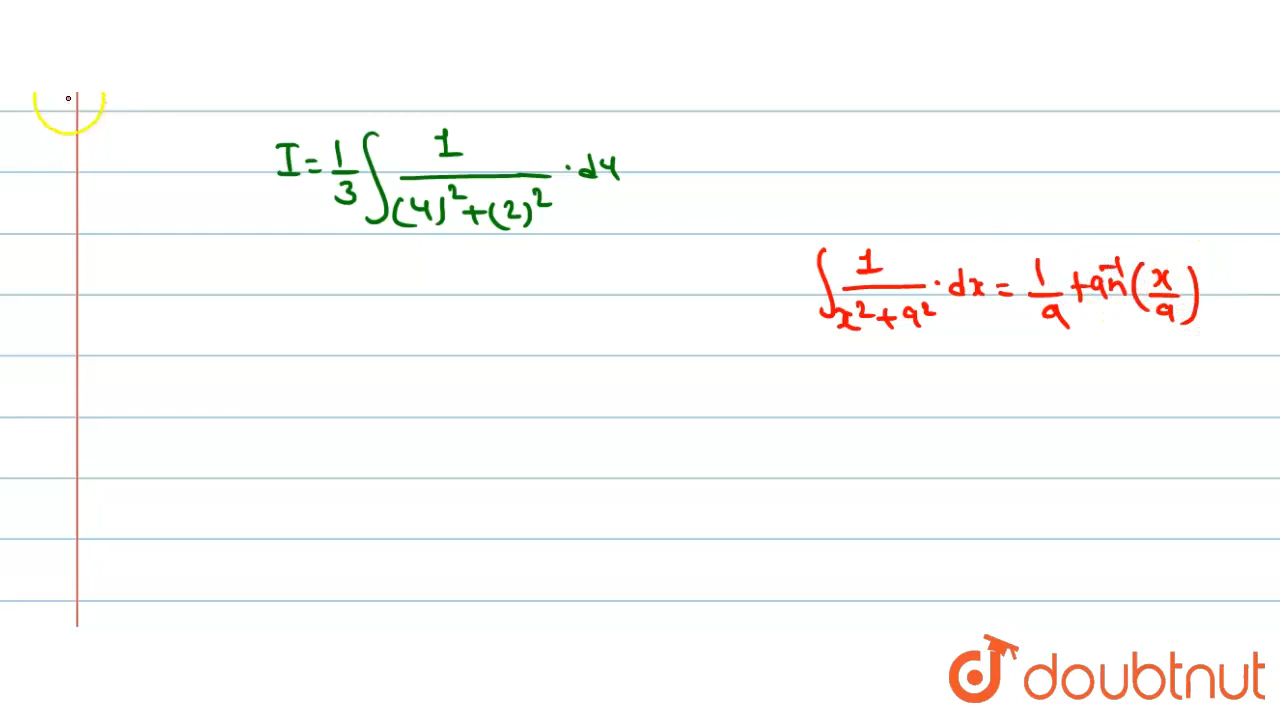 I = 1/3 ∫ 1/((y)² + (2)²) · dy
∫ 1/(x² + a²) · dx = 1/a tan⁻¹(x/a)
doubtnut